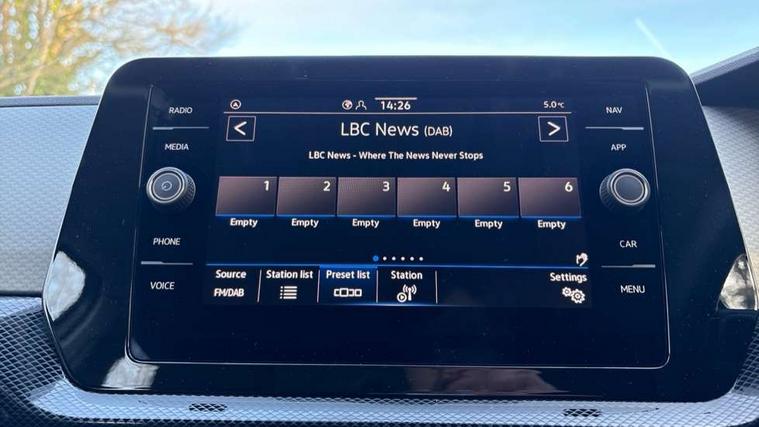 RADIO
MEDIA
PHONE
VOICE
14:26
5.0°C
LBC News (DAB)
LBC News - Where The News Never Stops
1 2 3 4 5 6
Empty Empty Empty Empty Empty Empty
Source Station list Preset list Station Settings
FM/DAB
NAV
APP
CAR
MENU